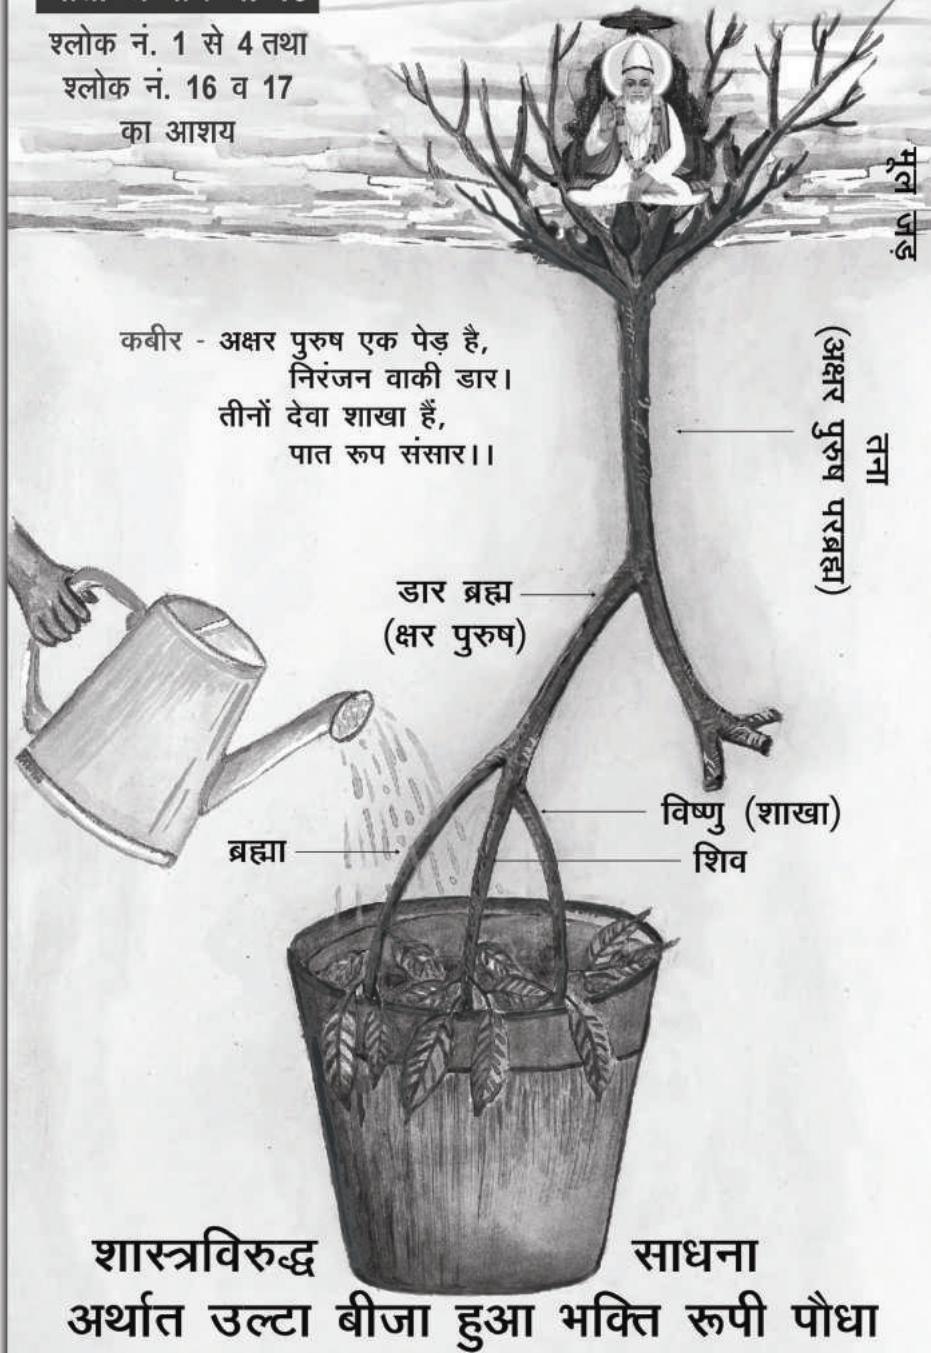 श्लोक नं. 1 से 4 तथा
श्लोक नं. 16 व 17
का आशय
मूल जड़
कबीर - अक्षर पुरुष एक पेड़ है,
निरंजन वाकी डार।
तीनों देवा शाखा हैं,
पात रूप संसार।।
तना
(अक्षर पुरुष परब्रह्म)
डार ब्रह्म
(क्षर पुरुष)
विष्णु (शाखा)
ब्रह्मा
शिव
शास्त्रविरुद्ध साधना
अर्थात उल्टा बीजा हुआ भक्ति रूपी पौधा